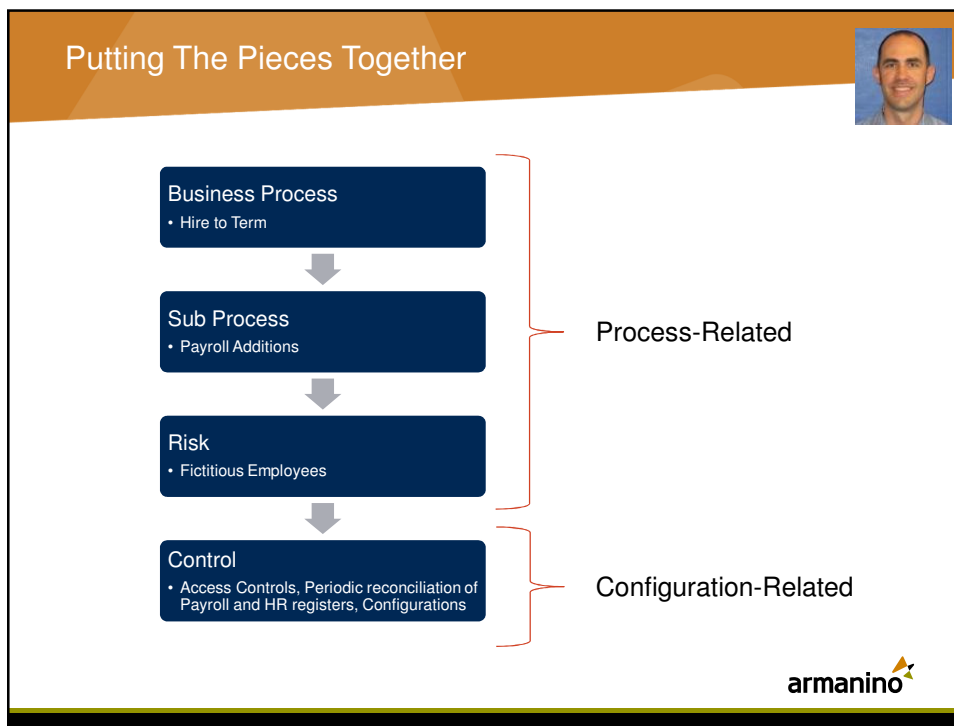 Putting The Pieces Together
Business Process
• Hire to Term
Sub Process
• Payroll Additions
Risk
• Fictitious Employees
Control
• Access Controls, Periodic reconciliation of
Payroll and HR registers, Configurations
Process-Related
Configuration-Related
armanino